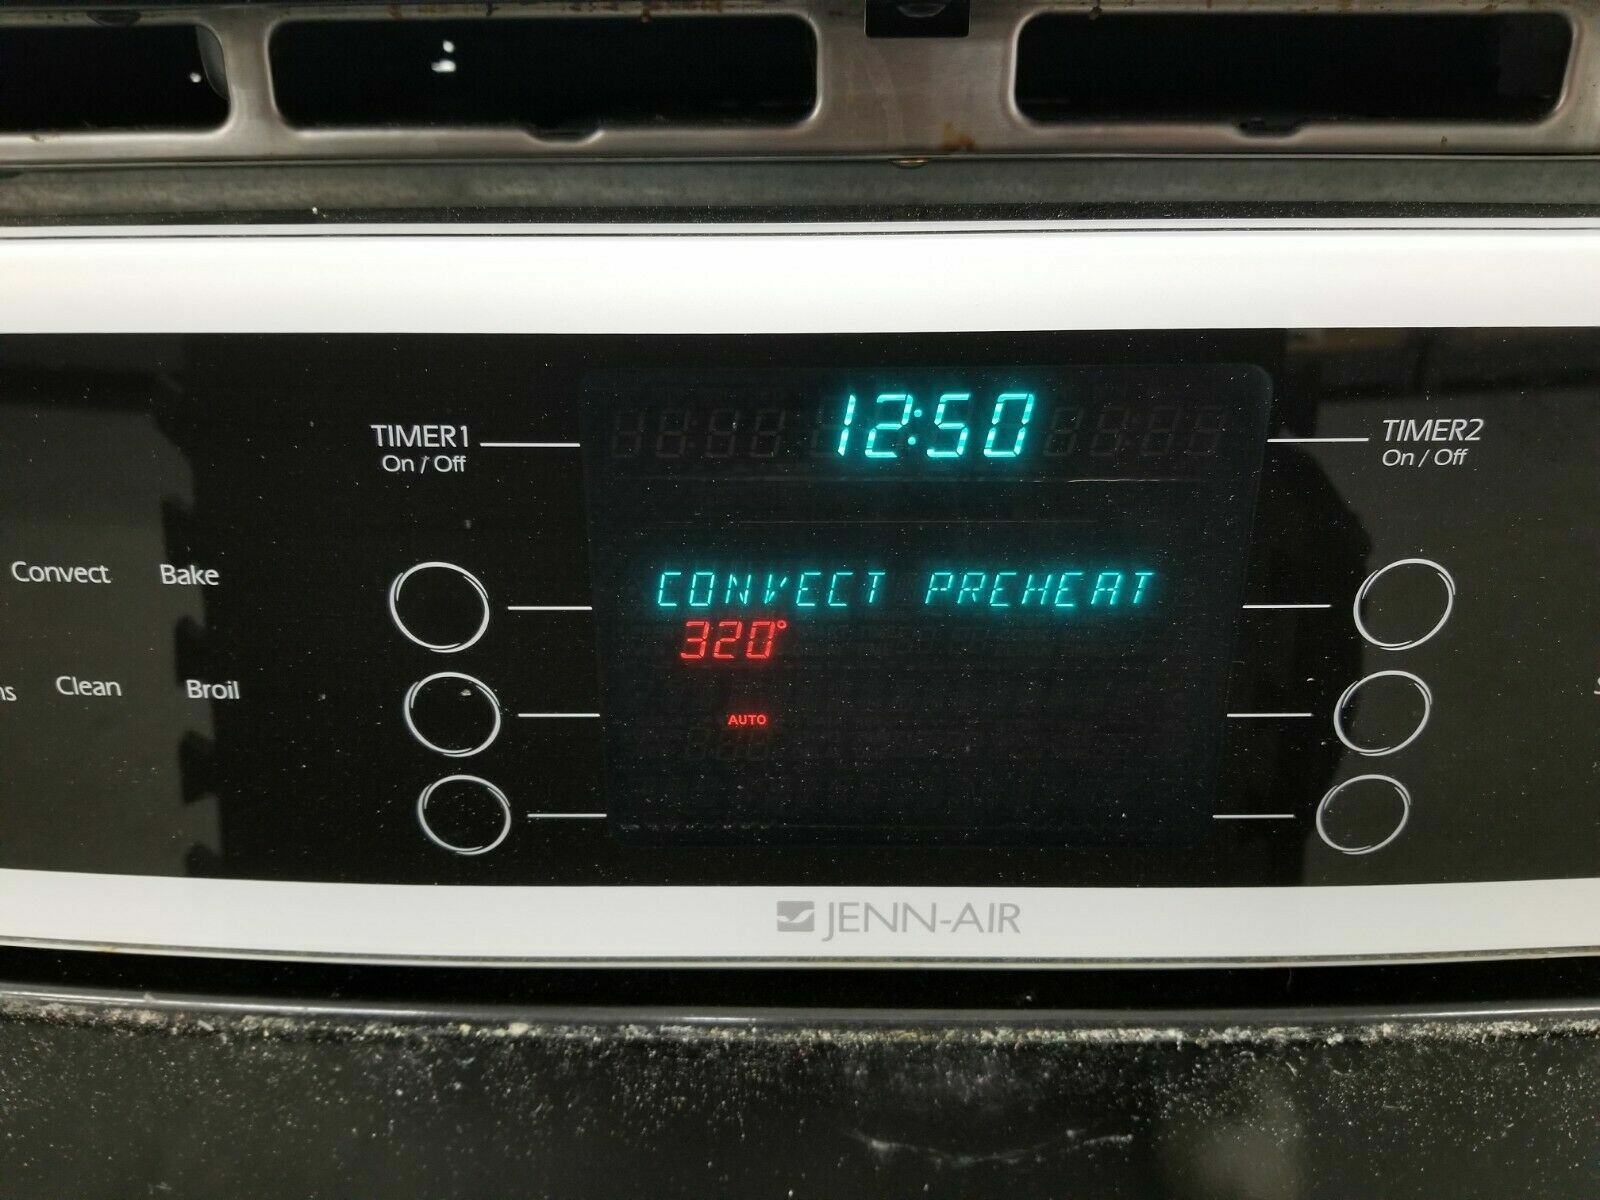 12:50
TIMER1
On / Off
TIMER2
On / Off
Convect Bake
CONVECT PREHEAT
320°
Clean Broil
AUTO
JENN-AIR